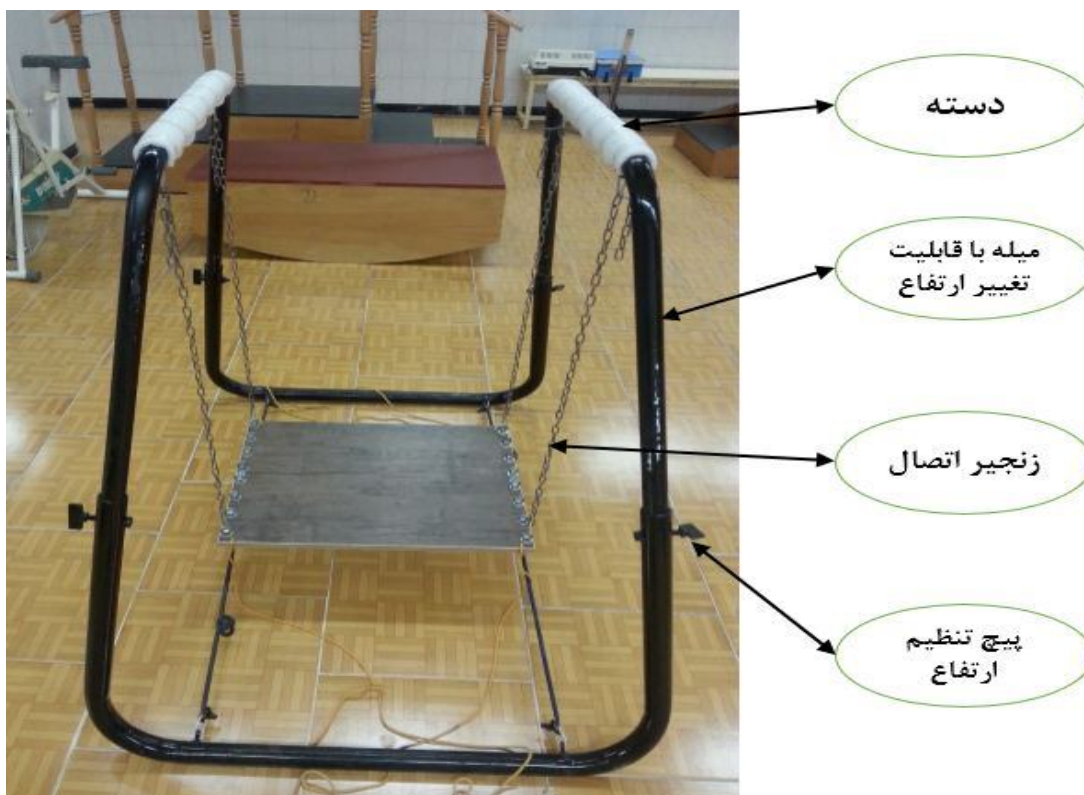 دسته
میله با قابلیت
تغییر ارتفاع
زنجیر اتصال
پیچ تنظیم
ارتفاع